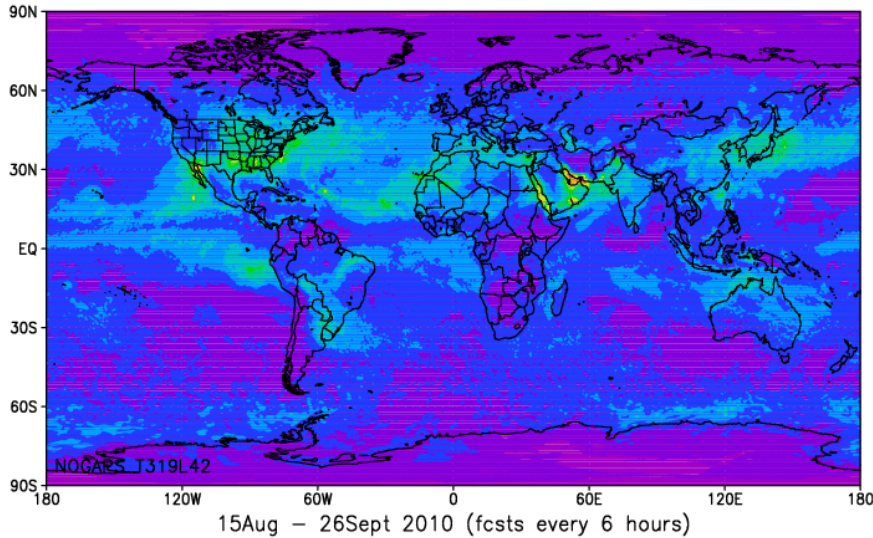 90N
60N
30N
EQ
30S
60S
90S
NOGAPS T319L42
180 120W 60W 0 60E 120E 180
15Aug – 26Sept 2010 (fcsts every 6 hours)